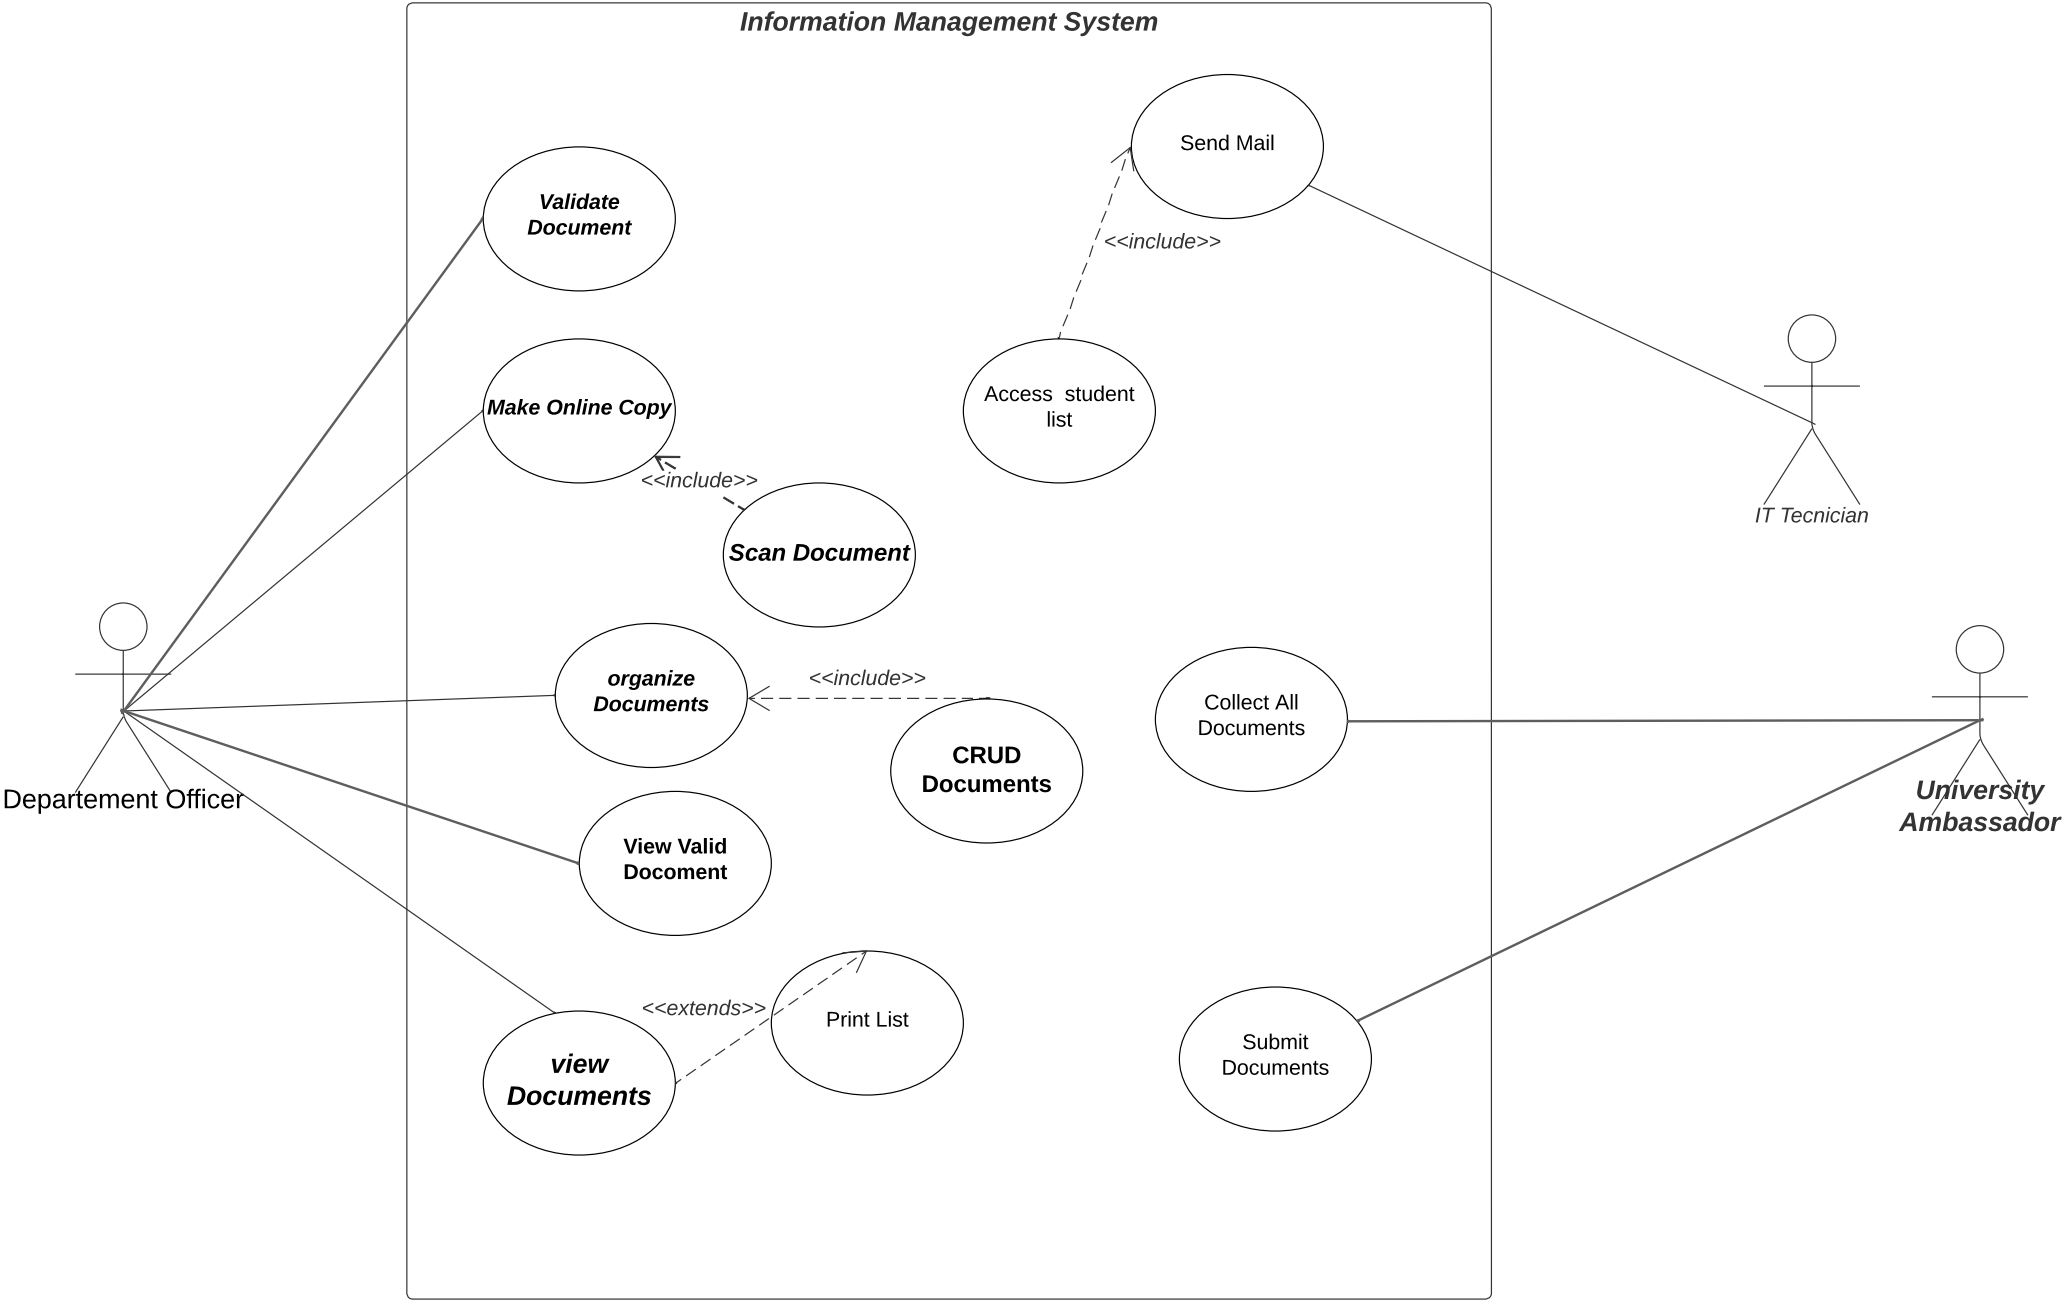 Information Management System
Send Mail
Validate
Document
<<include>>
Make Online Copy
Access  student
list
<<include>>
IT Tecnician
Scan Document
organize
Documents
<<include>>
Collect All
Documents
CRUD
Documents
Departement Officer
University
Ambassador
View Valid
Docoment
<<extends>>
Print List
view
Documents
Submit
Documents